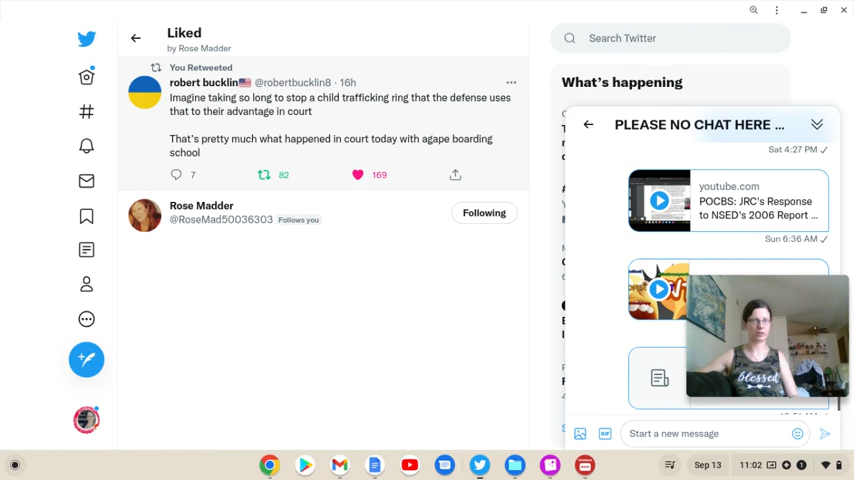 Liked
by Rose Madder
You Retweeted
robert bucklin🇺🇸 @robertbucklin8 · 16h
Imagine taking so long to stop a child trafficking ring that the defense uses
that to their advantage in court
That's pretty much what happened in court today with agape boarding
school
7
82
169
Rose Madder
@RoseMad50036303 Follows you
Following
Search Twitter
What's happening
PLEASE NO CHAT HERE ...
Sat 4:27 PM ✓
youtube.com
POCBS: JRC's Response
to NSED's 2006 Report ...
Sun 6:36 AM ✓
blessed
Start a new message
GIF
Sep 13
11:02
1